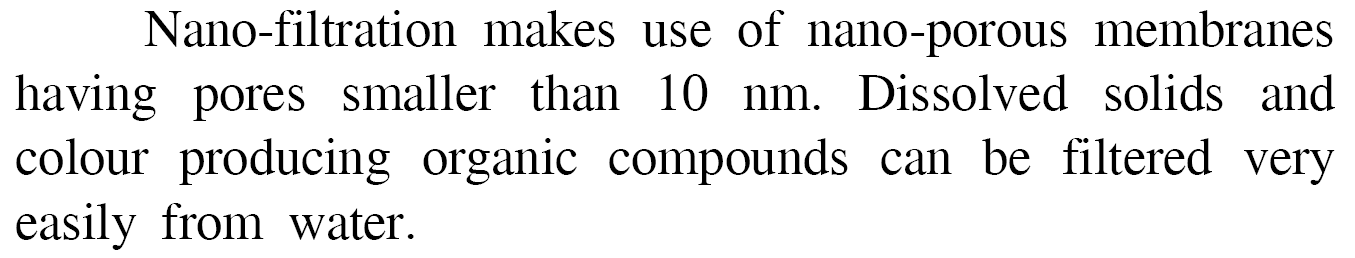 Nano-filtration makes use of nano-porous membranes
having pores smaller than 10 nm. Dissolved solids and
colour producing organic compounds can be filtered very
easily from water.